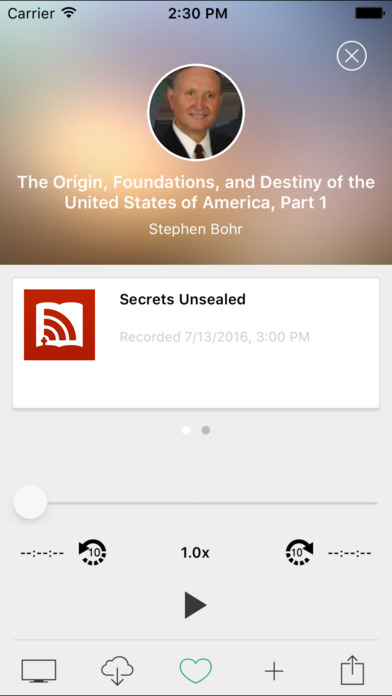 Carrier 2:30 PM
The Origin, Foundations, and Destiny of the
United States of America, Part 1
Stephen Bohr
Secrets Unsealed
Recorded 7/13/2016, 3:00 PM
--:--:-- 10 1.0x 10 --:--:--